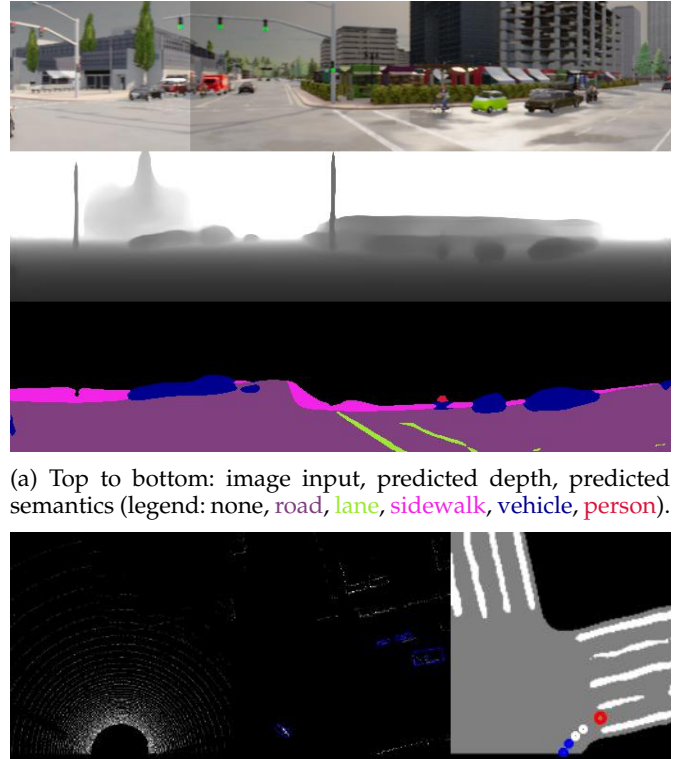 (a) Top to bottom: image input, predicted depth, predicted
semantics (legend: none, road, lane, sidewalk, vehicle, person).